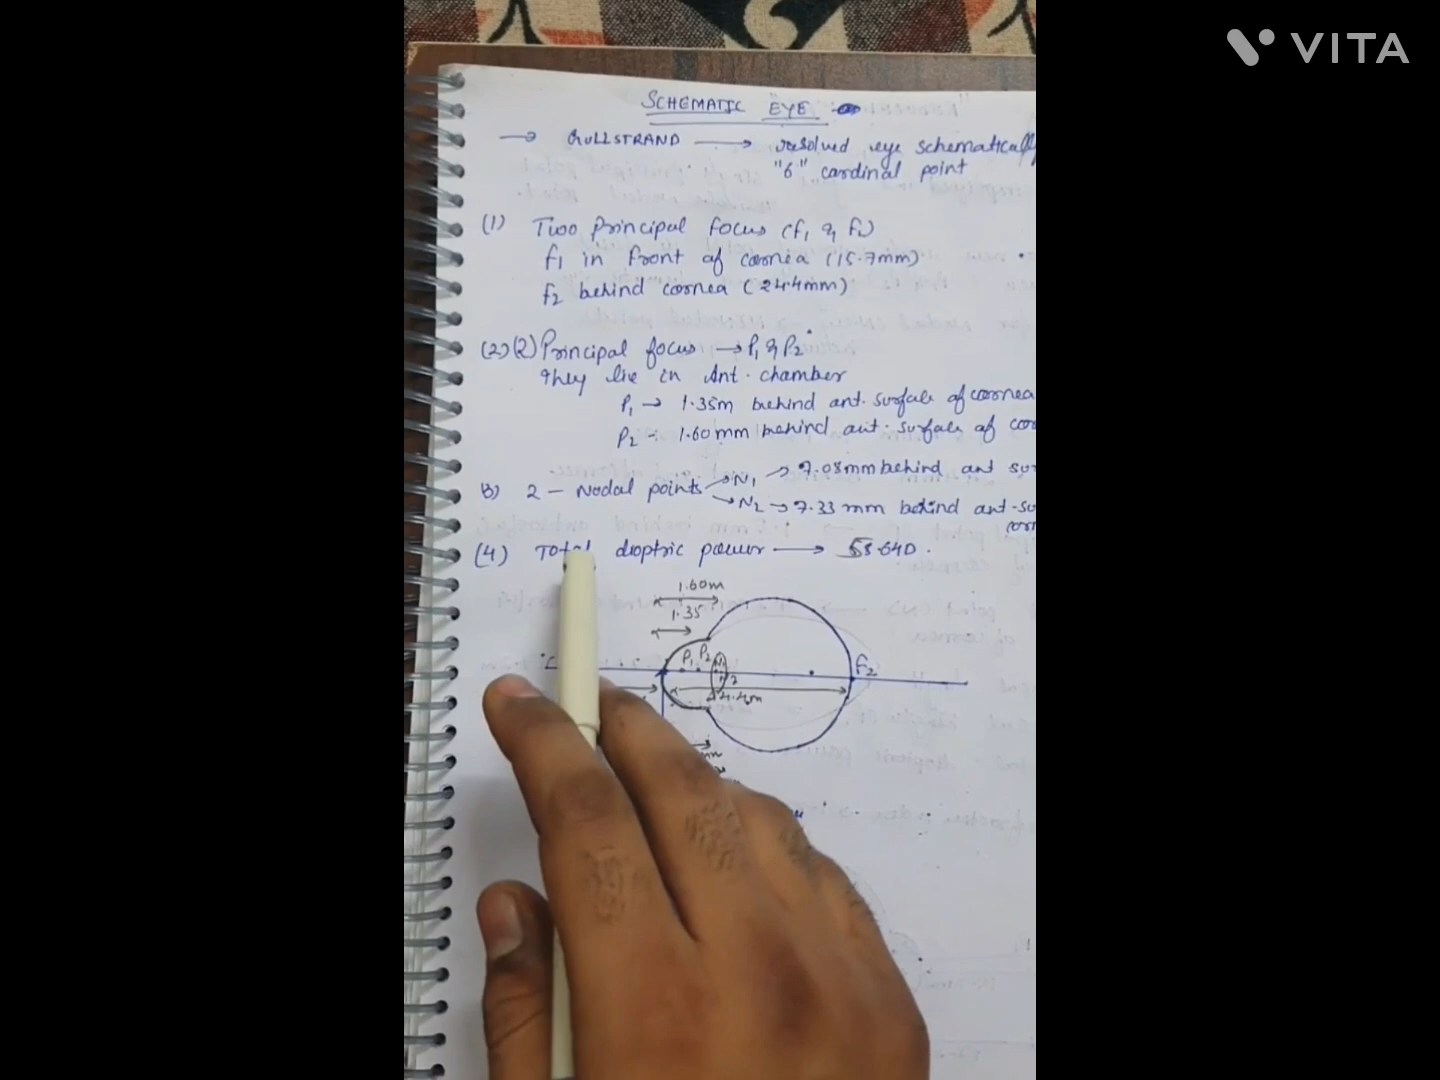 VITA
SCHEMATIC EYE
→ GULLSTRAND → resolved eye schematically
"6" cardinal point
(1) Two principal focus (f1 & f2)
f1 in front of cornea (15.7mm)
f2 behind cornea (24.4mm)
(2) (2) Principal focus → P1 & P2
They lie in Ant. chamber
P1 → 1.35m behind ant. surface of cornea
P2 - 1.60mm behind ant. surface of
3) 2 - Nodal points → N1 → 7.08mm behind ant
→ N2 → 7.33 mm behind ant.
(4) Total dioptric power → 58.64D.
1.60m
1.35
P1 P2
F2
24.4m